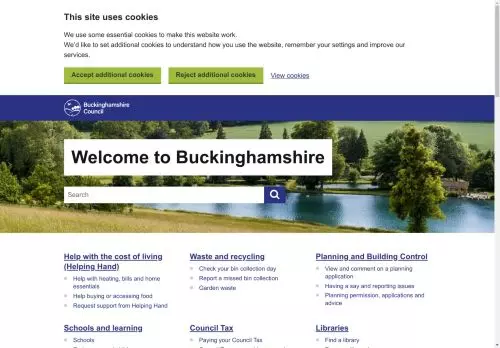 This site uses cookies
We use some essential cookies to make this website work.
We'd like to set additional cookies to understand how you use the website, remember your settings and improve our
services.
Accept additional cookies
Reject additional cookies
View cookies
Buckinghamshire
Council
Welcome to Buckinghamshire
Search
Help with the cost of living
(Helping Hand)
Help with heating, bills and home
essentials
Help buying or accessing food
Request support from Helping Hand
Waste and recycling
Check your bin collection day
Report a missed bin collection
Garden waste
Planning and Building Control
View and comment on a planning
application
Having a say and reporting issues
Planning permission, applications and
advice
Schools and learning
Schools
Council Tax
Paying your Council Tax
Libraries
Find a library